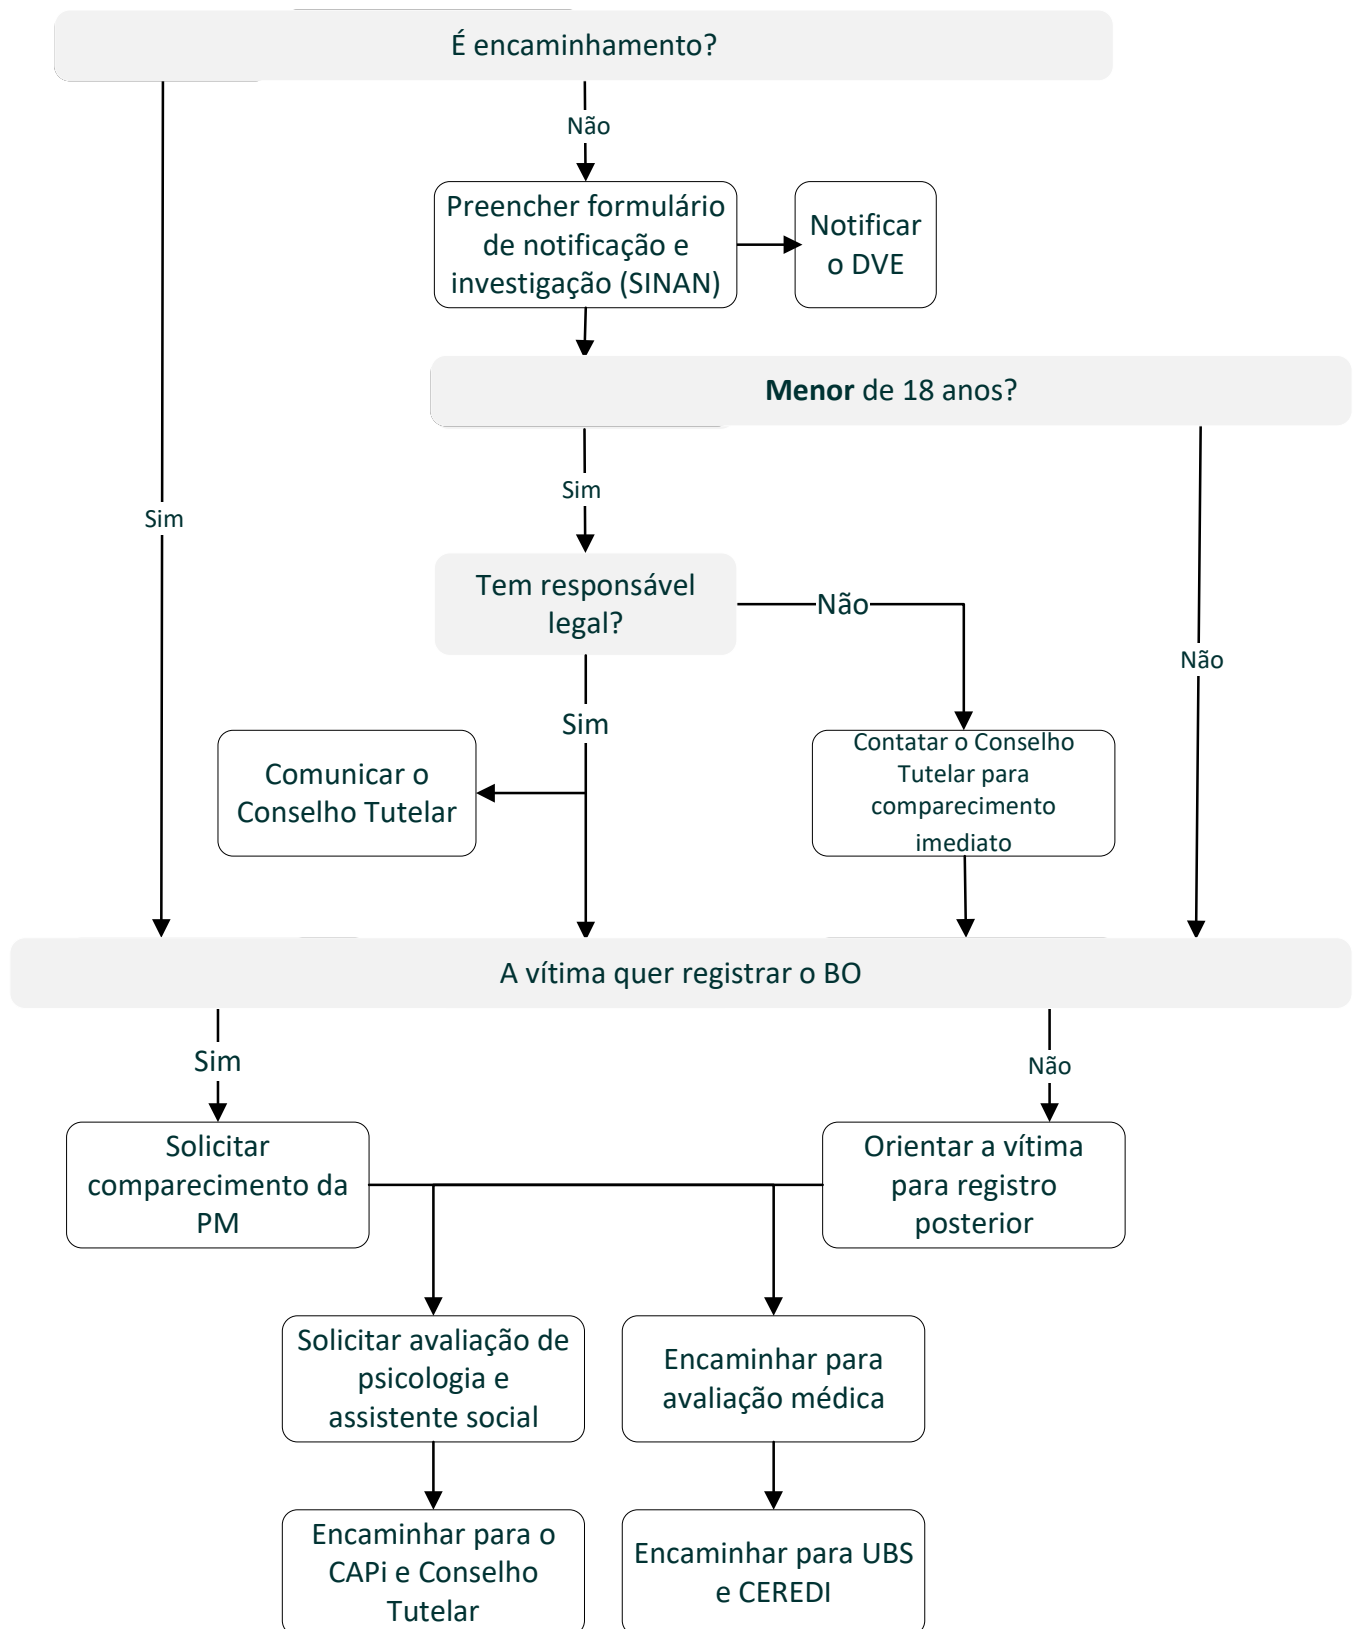 É encaminhamento?
Não
Preencher formulário
de notificação e
investigação (SINAN)
Notificar
o DVE
Menor de 18 anos?
Sim
Sim
Tem responsável
legal?
Não
Não
Sim
Comunicar o
Conselho Tutelar
Contatar o Conselho
Tutelar para
comparecimento
imediato
A vítima quer registrar o BO
Sim
Não
Solicitar
comparecimento da
PM
Orientar a vítima
para registro
posterior
Solicitar avaliação de
psicologia e
assistente social
Encaminhar para
avaliação médica
Encaminhar para o
CAPi e Conselho
Tutelar
Encaminhar para UBS
e CEREDI